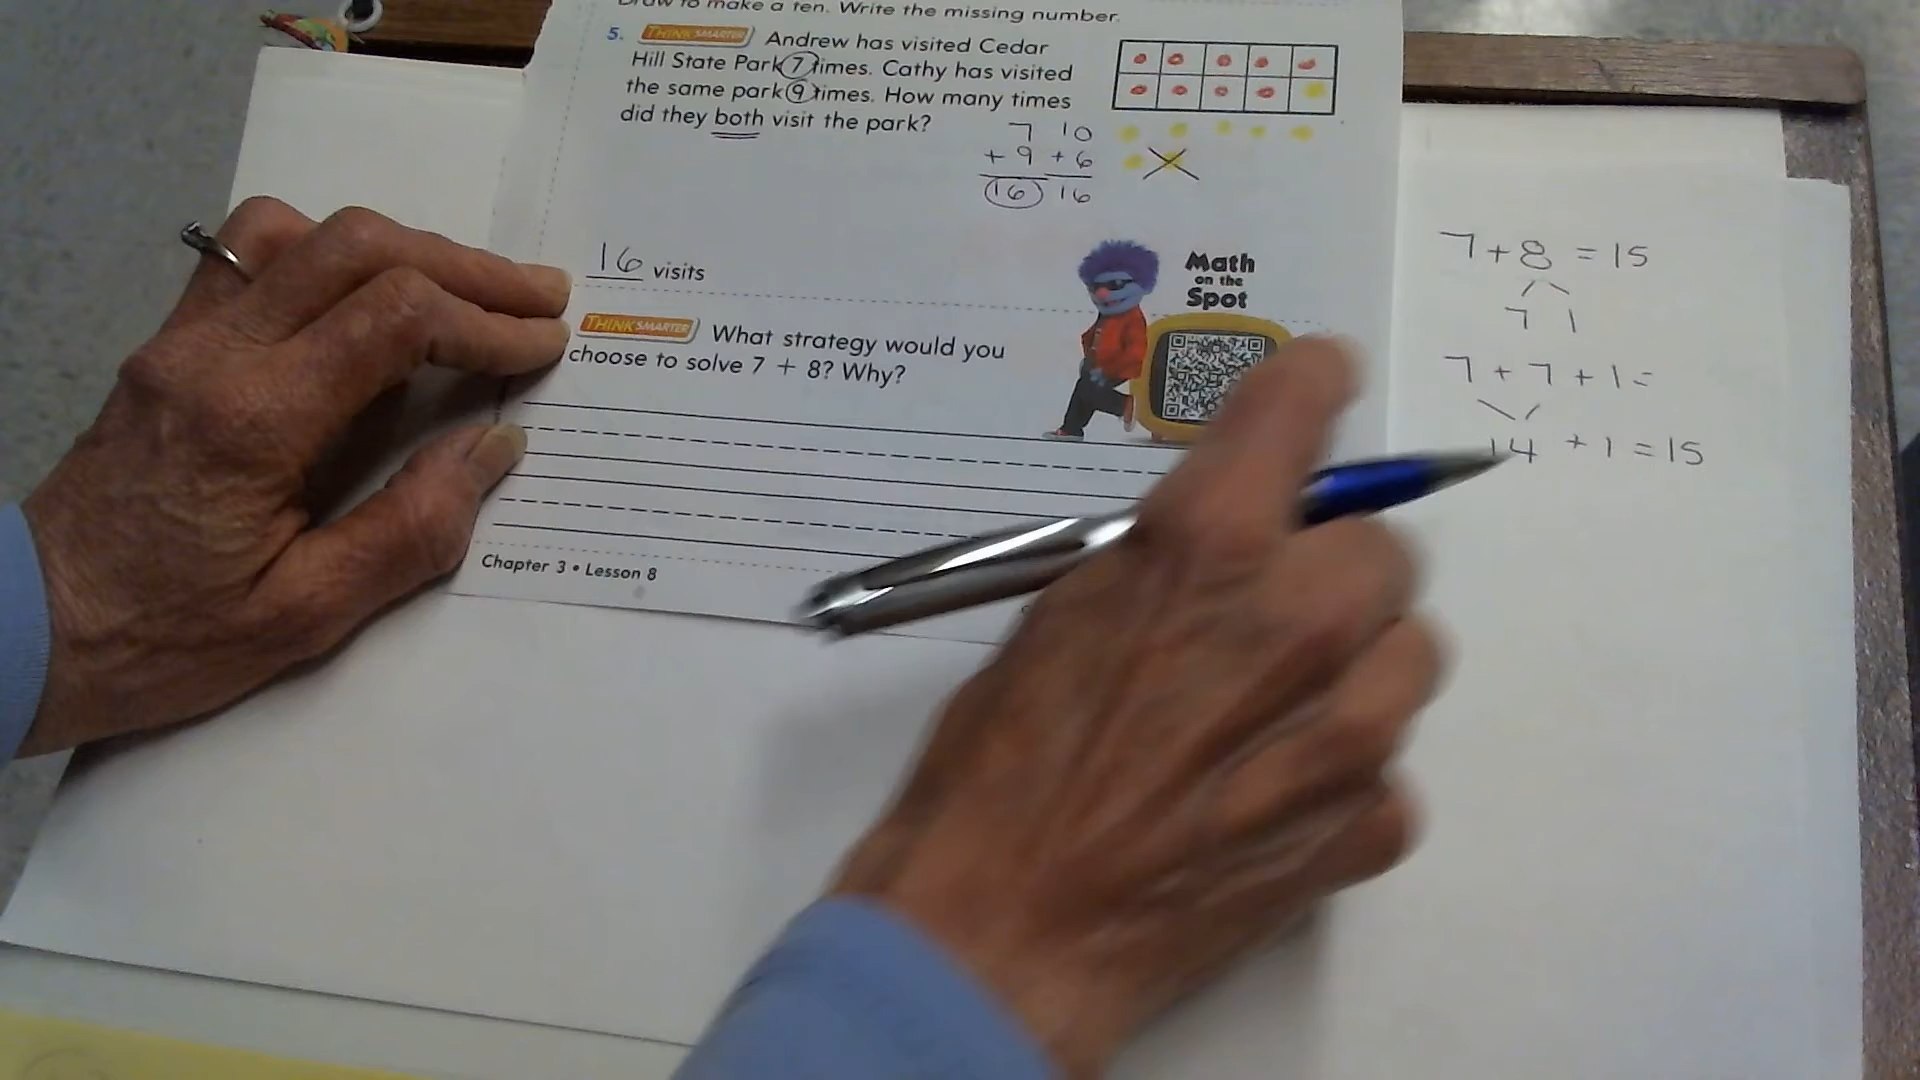 Draw to make a ten. Write the missing number.
5. THINK SMARTER Andrew has visited Cedar
Hill State Park 7 times. Cathy has visited
the same park 9 times. How many times
did they both visit the park?
7 10
+ 9 + 6
16 16
16 visits
Math
on the
Spot
THINK SMARTER What strategy would you
choose to solve 7 + 8? Why?
Chapter 3 • Lesson 8
7 + 8 = 15
7 1
7 + 7 + 1 =
14 + 1 = 15